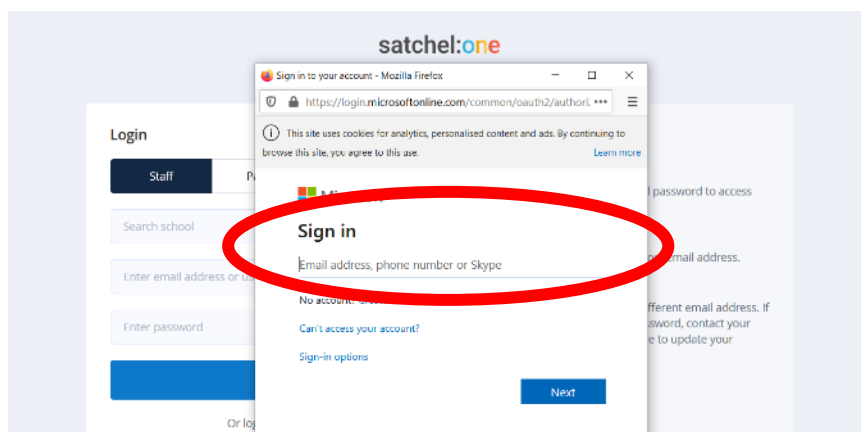 satchel:one
Sign in to your account - Mozilla Firefox
https://login.microsoftonline.com/common/oauth2/authori:
This site uses cookies for analytics, personalised content and ads. By continuing to
browse this site, you agree to this use.
Learn more
Login
Staff
Search school
Enter email address or us
Enter password
Or log
Sign in
Email address, phone number or Skype
No account?
Can't access your account?
Sign-in options
Next
password to access
email address.
fferent email address. If
sword, contact your
e to update your